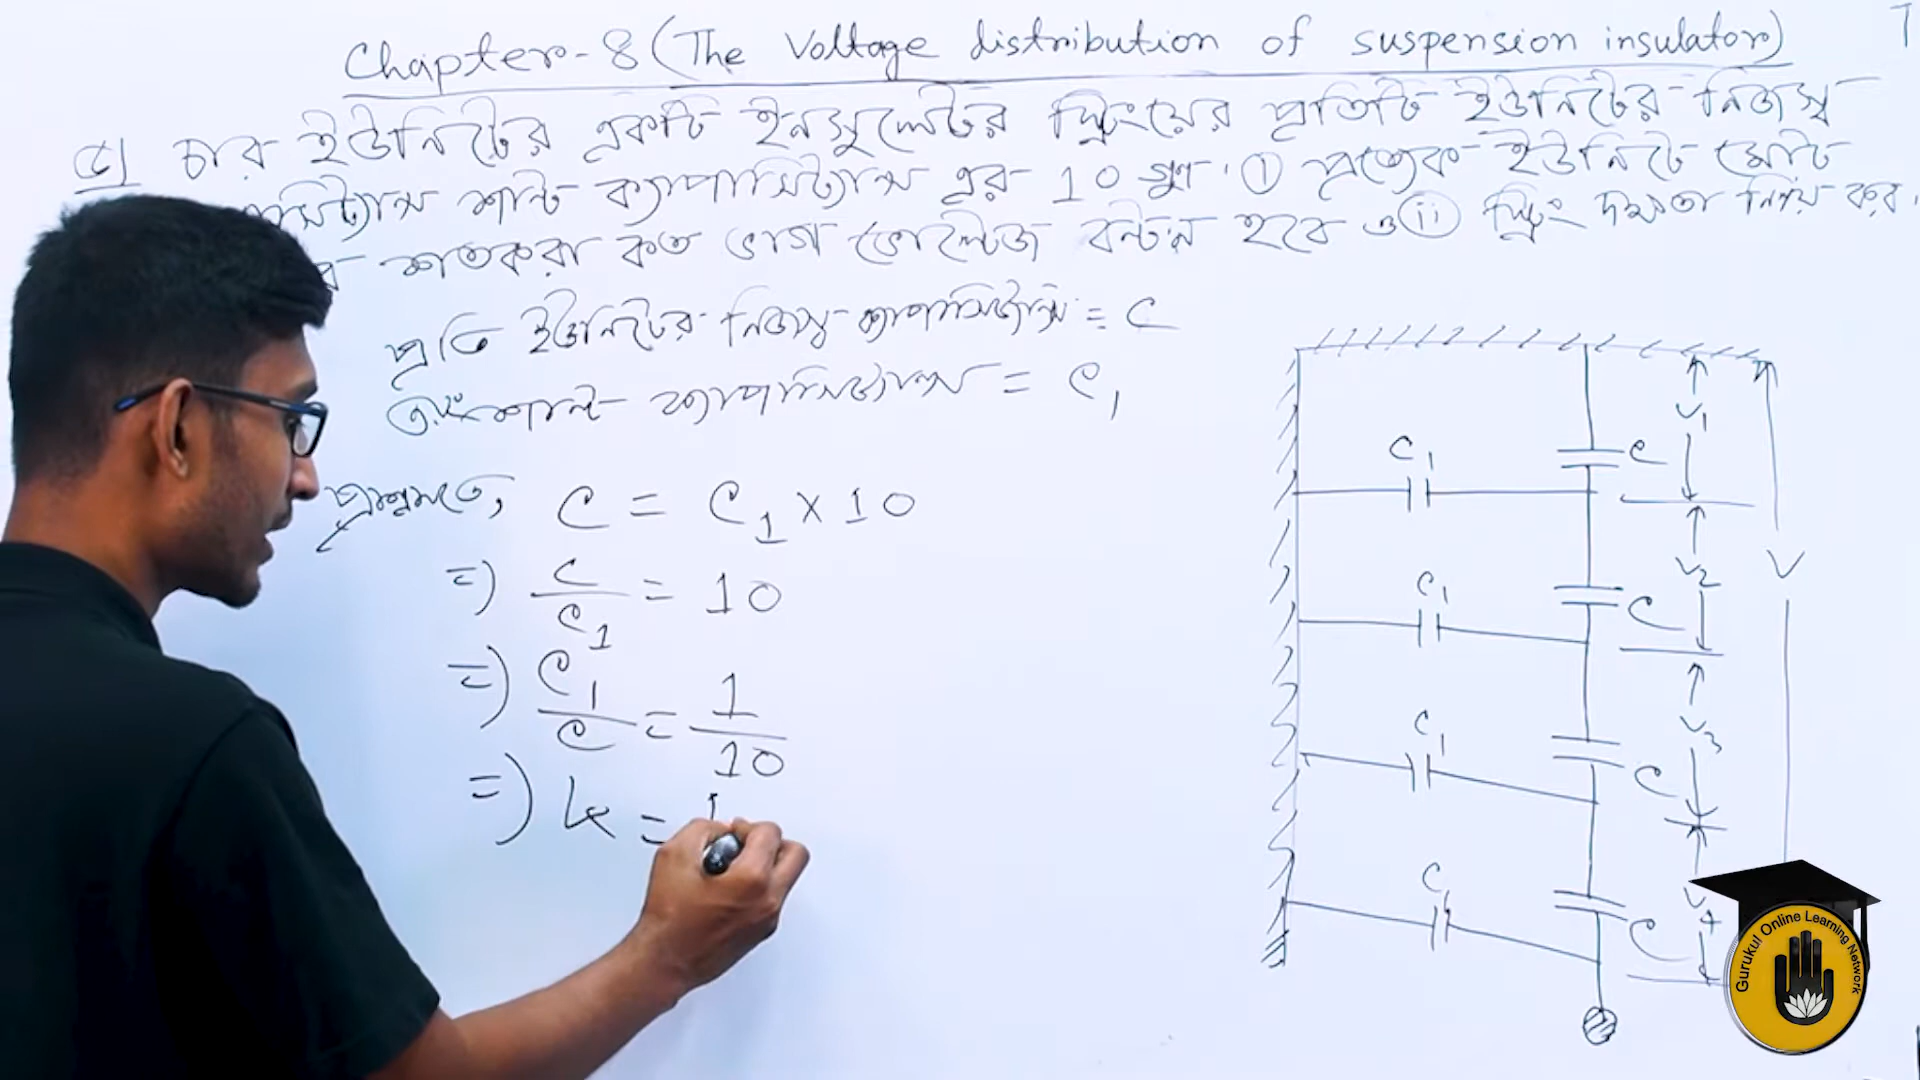 Chapter-8 (The Voltage distribution of suspension insulator)
৫। চার ইউনিটের একটি ইনসুলেটর স্ট্রিংয়ের প্রতিটি ইউনিটের নিজস্ব
শান্ট ক্যাপাসিট্যান্স এর 10 গুণ। (i) প্রত্যেক ইউনিটে মোট
শতকরা কত ভাগ ভোল্টেজ বন্টন হবে ও (ii) স্ট্রিং দক্ষতা নির্ণয় কর।
প্রতি ইউনিটের নিজস্ব ক্যাপাসিট্যান্স = C
শান্ট ক্যাপাসিট্যান্স = C₁
প্রশ্নমতে, C = C₁ × 10
=) C/C₁ = 10
=) C₁/C = 1/10
=) K =
C₁ C V₁
C₁ C V₂
V
C₁ C V₃
C₁ C V₄
Gurukul Online Learning Network